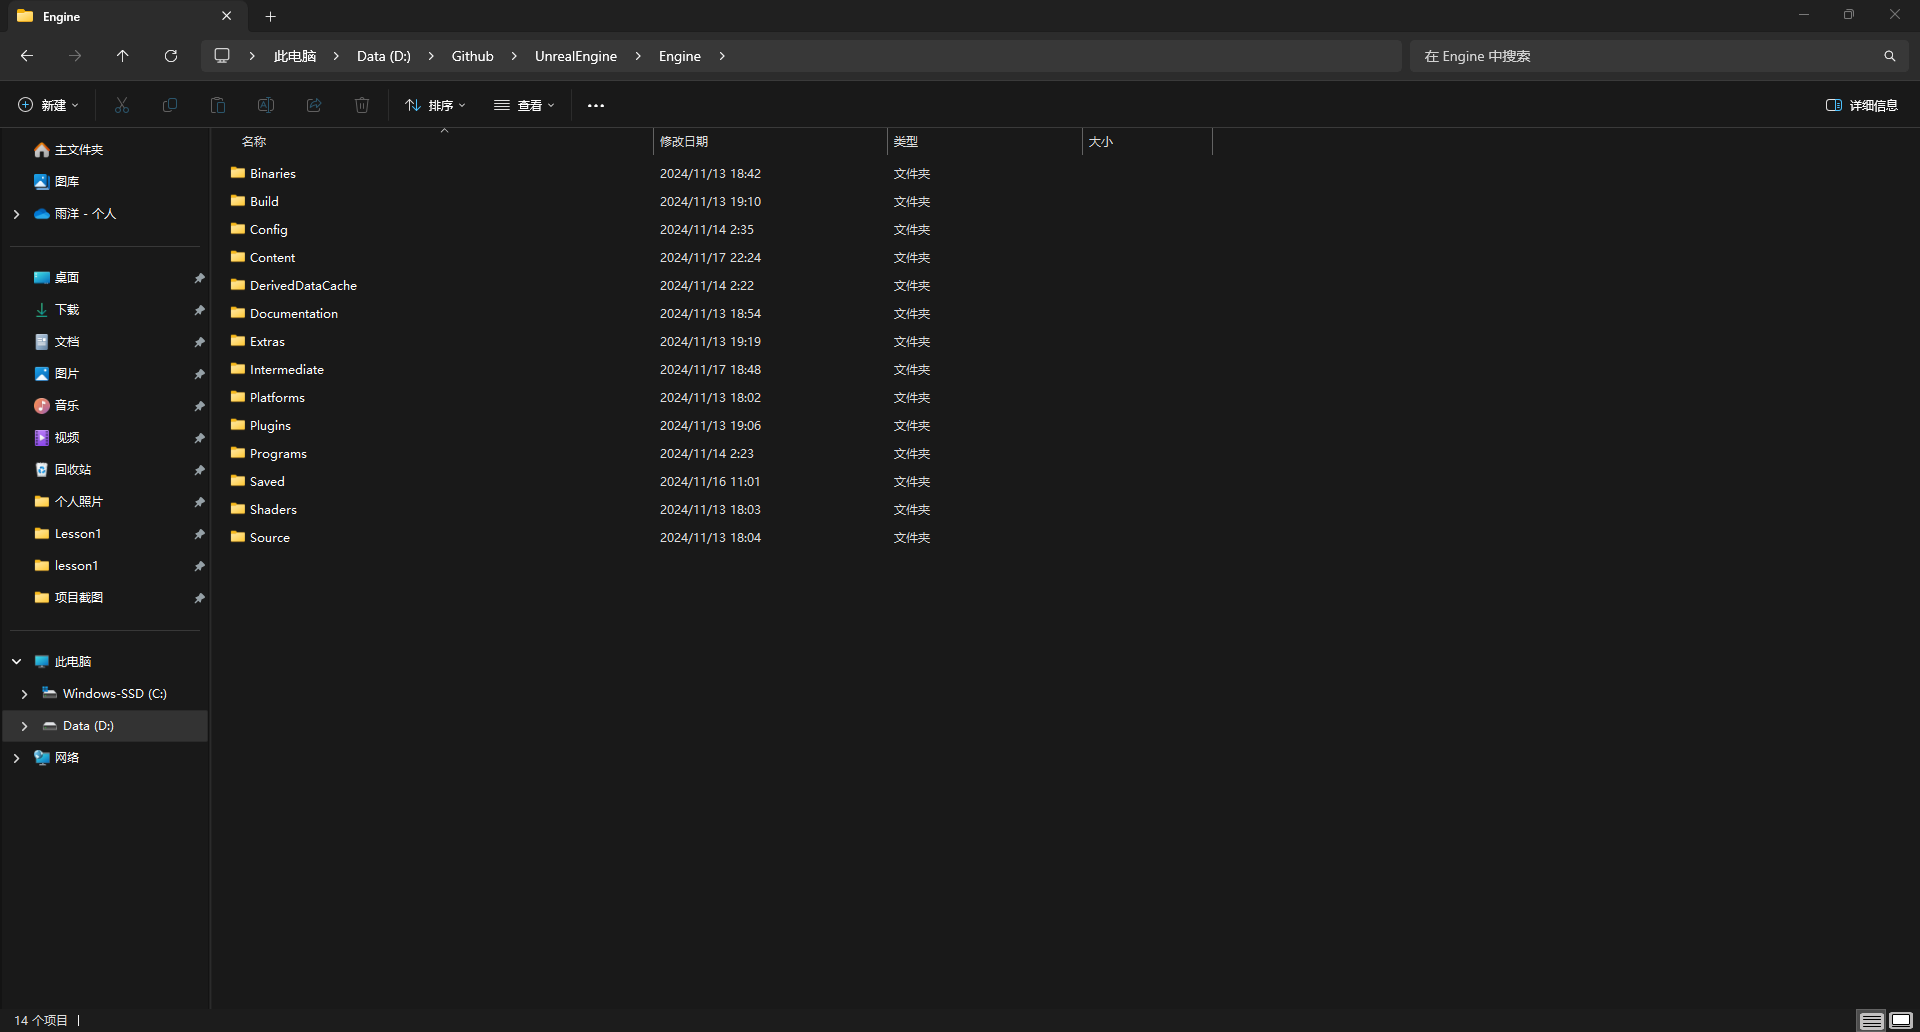 Engine
此电脑 Data (D:) Github UnrealEngine Engine
在 Engine 中搜索
新建 排序 查看 详细信息
主文件夹
图库
雨洋 - 个人
桌面
下载
文档
图片
音乐
视频
回收站
个人照片
Lesson1
lesson1
项目截图
此电脑
Windows-SSD (C:)
Data (D:)
网络
名称 修改日期 类型 大小
Binaries 2024/11/13 18:42 文件夹
Build 2024/11/13 19:10 文件夹
Config 2024/11/14 2:35 文件夹
Content 2024/11/17 22:24 文件夹
DerivedDataCache 2024/11/14 2:22 文件夹
Documentation 2024/11/13 18:54 文件夹
Extras 2024/11/13 19:19 文件夹
Intermediate 2024/11/17 18:48 文件夹
Platforms 2024/11/13 18:02 文件夹
Plugins 2024/11/13 19:06 文件夹
Programs 2024/11/14 2:23 文件夹
Saved 2024/11/16 11:01 文件夹
Shaders 2024/11/13 18:03 文件夹
Source 2024/11/13 18:04 文件夹
14 个项目